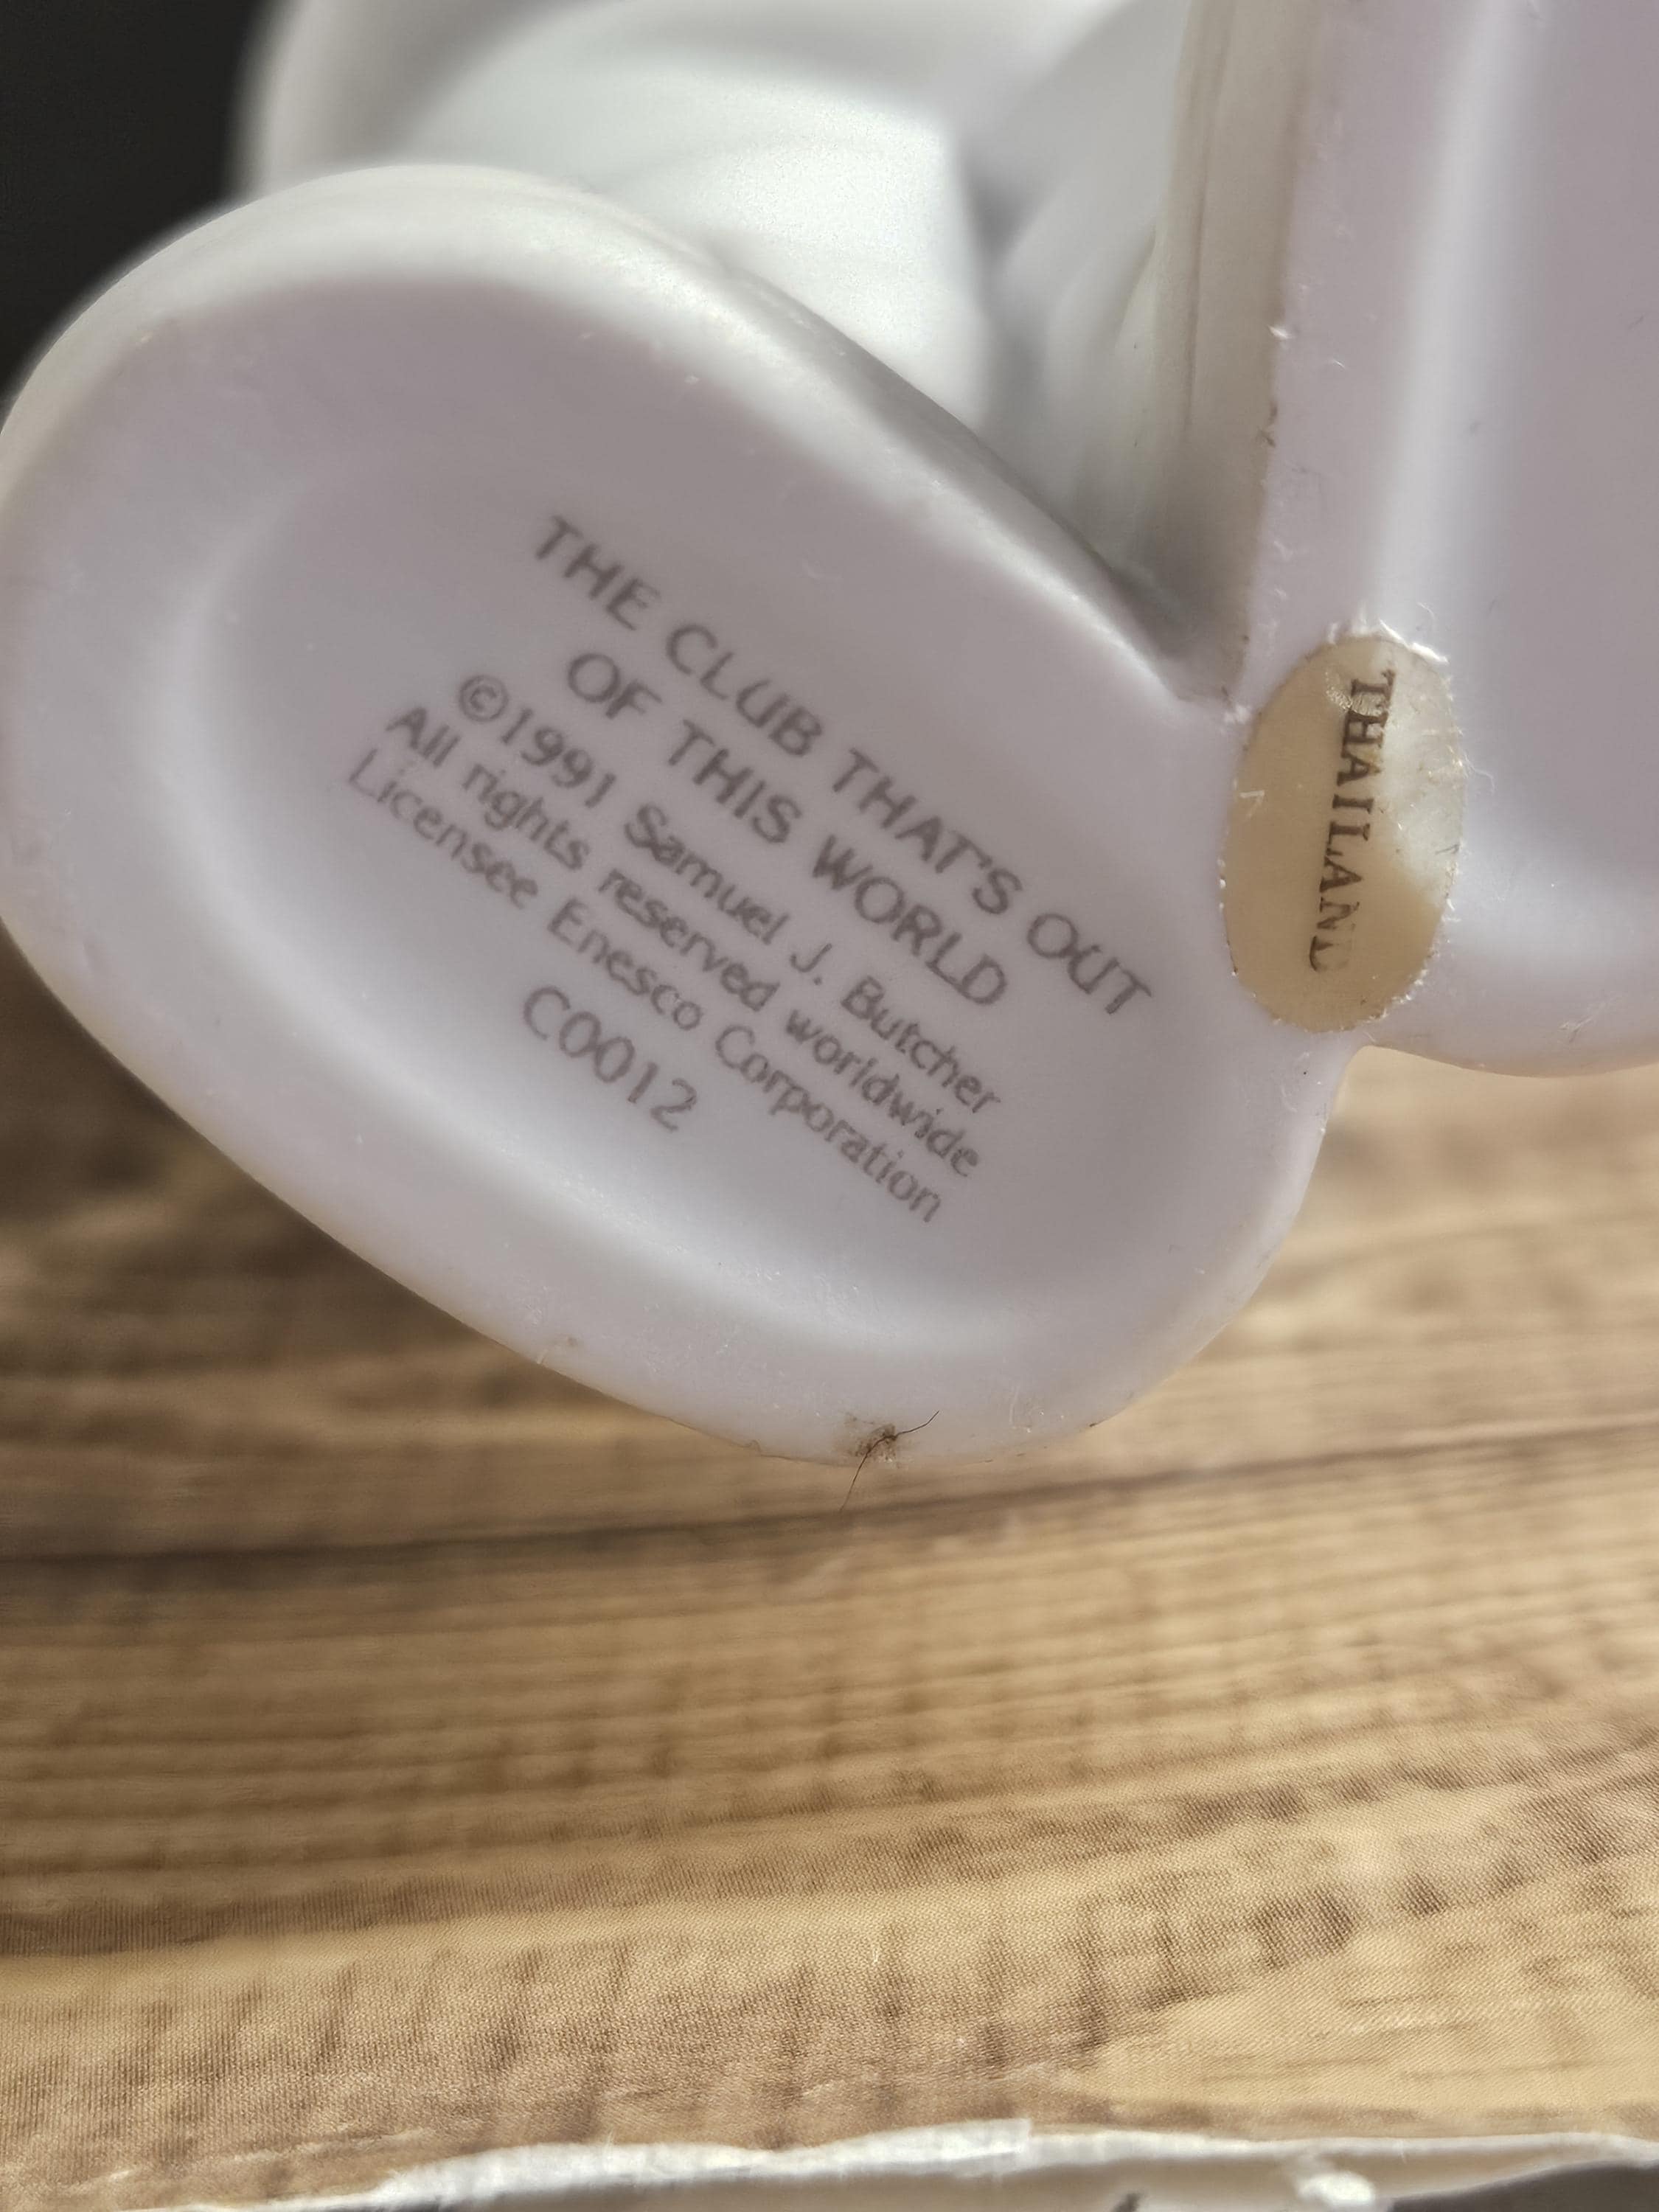 THE CLUB THAT'S OUT
OF THIS WORLD
©1991 Samuel J. Butcher
All rights reserved worldwide
Licensee Enesco Corporation
C0012
THAILAND